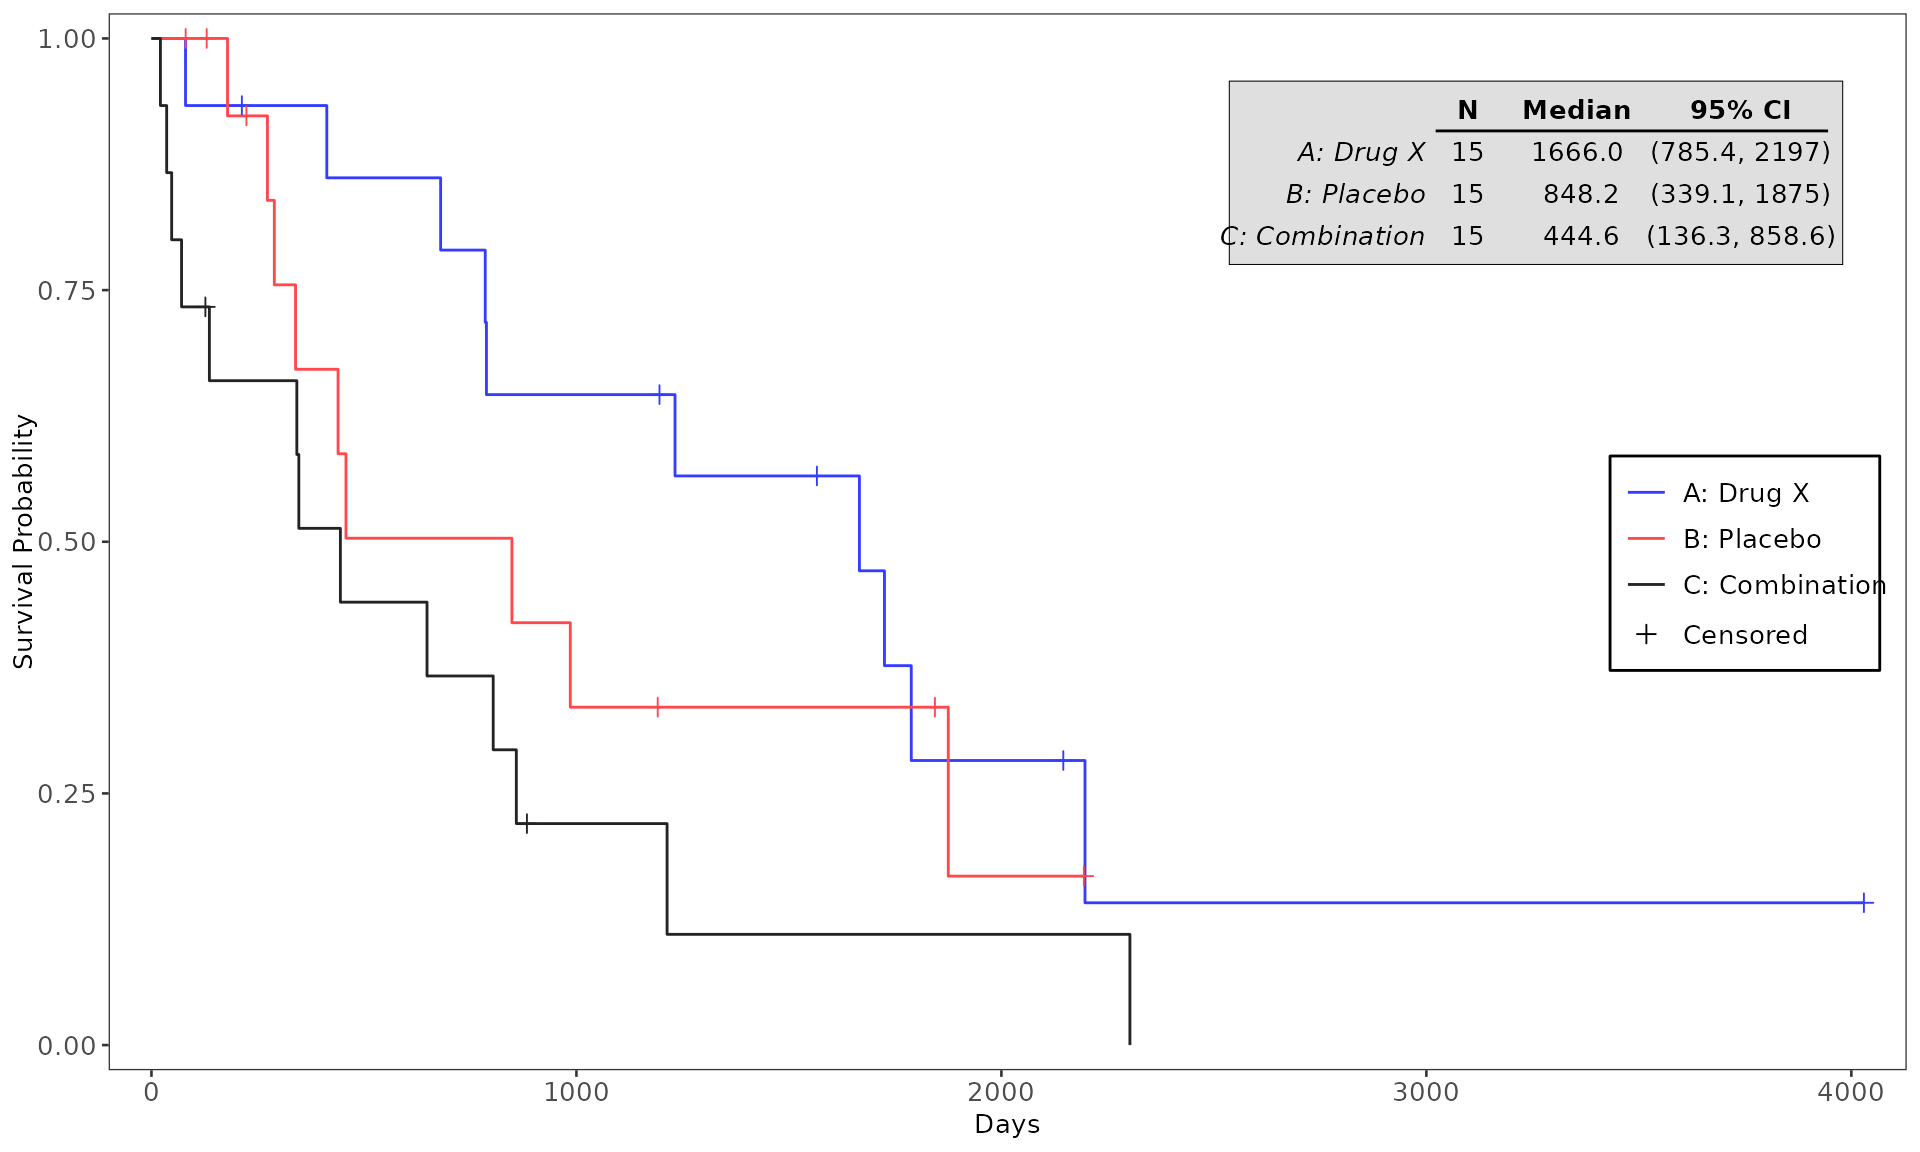 N Median 95% CI
A: Drug X 15 1666.0 (785.4, 2197)
B: Placebo 15 848.2 (339.1, 1875)
C: Combination 15 444.6 (136.3, 858.6)
1.00
0.75
0.50
0.25
0.00
Survival Probability
A: Drug X
B: Placebo
C: Combination
Censored
0 1000 2000 3000 4000
Days